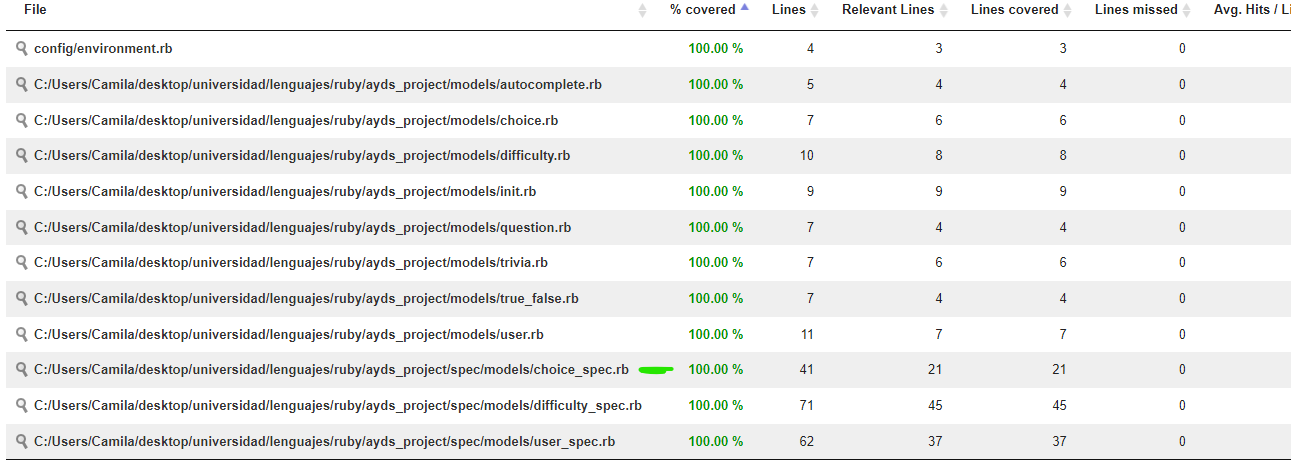 File % covered Lines Relevant Lines Lines covered Lines missed Avg. Hits / Li
config/environment.rb 100.00 % 4 3 3 0
C:/Users/Camila/desktop/universidad/lenguajes/ruby/ayds_project/models/autocomplete.rb 100.00 % 5 4 4 0
C:/Users/Camila/desktop/universidad/lenguajes/ruby/ayds_project/models/choice.rb 100.00 % 7 6 6 0
C:/Users/Camila/desktop/universidad/lenguajes/ruby/ayds_project/models/difficulty.rb 100.00 % 10 8 8 0
C:/Users/Camila/desktop/universidad/lenguajes/ruby/ayds_project/models/init.rb 100.00 % 9 9 9 0
C:/Users/Camila/desktop/universidad/lenguajes/ruby/ayds_project/models/question.rb 100.00 % 7 4 4 0
C:/Users/Camila/desktop/universidad/lenguajes/ruby/ayds_project/models/trivia.rb 100.00 % 7 6 6 0
C:/Users/Camila/desktop/universidad/lenguajes/ruby/ayds_project/models/true_false.rb 100.00 % 7 4 4 0
C:/Users/Camila/desktop/universidad/lenguajes/ruby/ayds_project/models/user.rb 100.00 % 11 7 7 0
C:/Users/Camila/desktop/universidad/lenguajes/ruby/ayds_project/spec/models/choice_spec.rb 100.00 % 41 21 21 0
C:/Users/Camila/desktop/universidad/lenguajes/ruby/ayds_project/spec/models/difficulty_spec.rb 100.00 % 71 45 45 0
C:/Users/Camila/desktop/universidad/lenguajes/ruby/ayds_project/spec/models/user_spec.rb 100.00 % 62 37 37 0